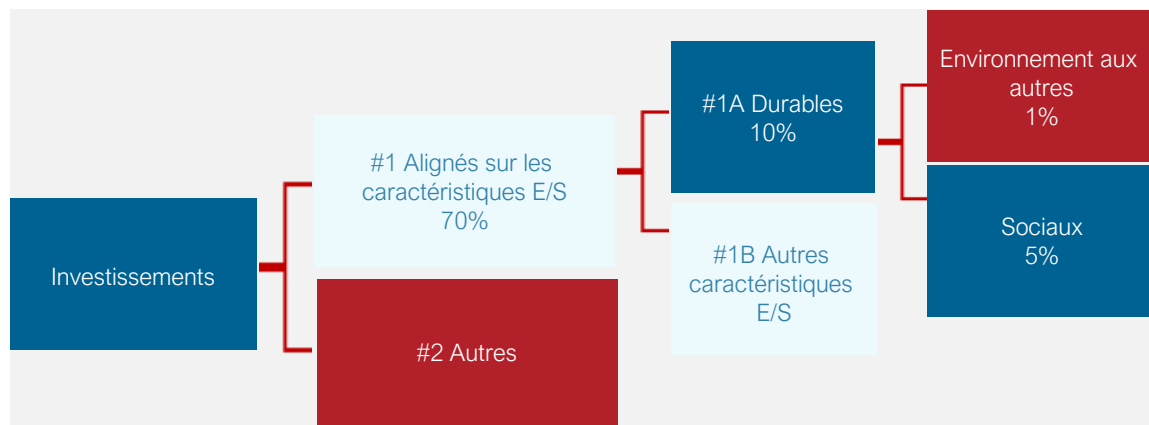 Investissements
#1 Alignés sur les
caractéristiques E/S
70%
#2 Autres
#1A Durables
10%
#1B Autres
caractéristiques
E/S
Environnement aux
autres
1%
Sociaux
5%